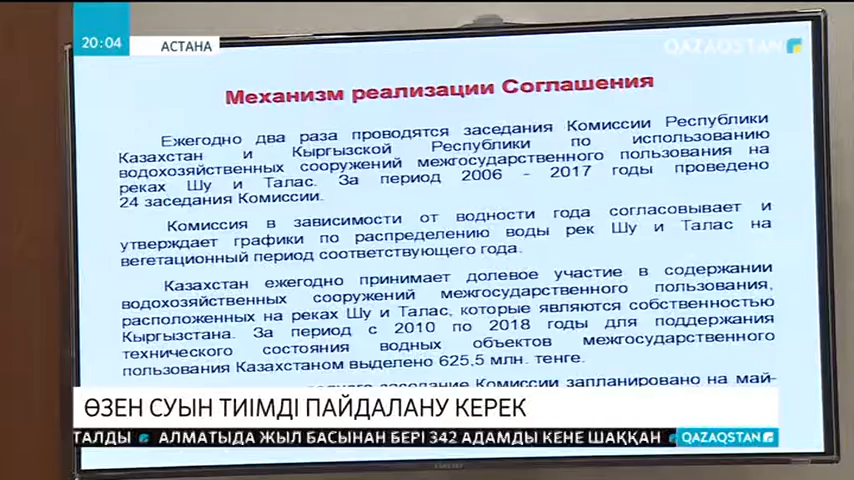 20:04
АСТАНА
QAZAQSTAN
Механизм реализации Соглашения
Ежегодно два раза проводятся заседания Комиссии Республики
Казахстан и Кыргызской Республики по использованию
водохозяйственных сооружений межгосударственного пользования на
реках Шу и Талас. За период 2006 - 2017 годы проведено
24 заседания Комиссии.
Комиссия в зависимости от водности года согласовывает и
утверждает графики по распределению воды рек Шу и Талас на
вегетационный период соответствующего года.
Казахстан ежегодно принимает долевое участие в содержании
водохозяйственных сооружений межгосударственного пользования,
расположенных на реках Шу и Талас, которые являются собственностью
Кыргызстана. За период с 2010 по 2018 годы для поддержания
технического состояния водных объектов межгосударственного
пользования Казахстаном выделено 625,5 млн. тенге.
заседание Комиссии запланировано на май-
ӨЗЕН СУЫН ТИІМДІ ПАЙДАЛАНУ КЕРЕК
ТАЛДЫ АЛМАТЫДА ЖЫЛ БАСЫНАН БЕРІ 342 АДАМДЫ КЕНЕ ШАҚҚАН QAZAQSTAN